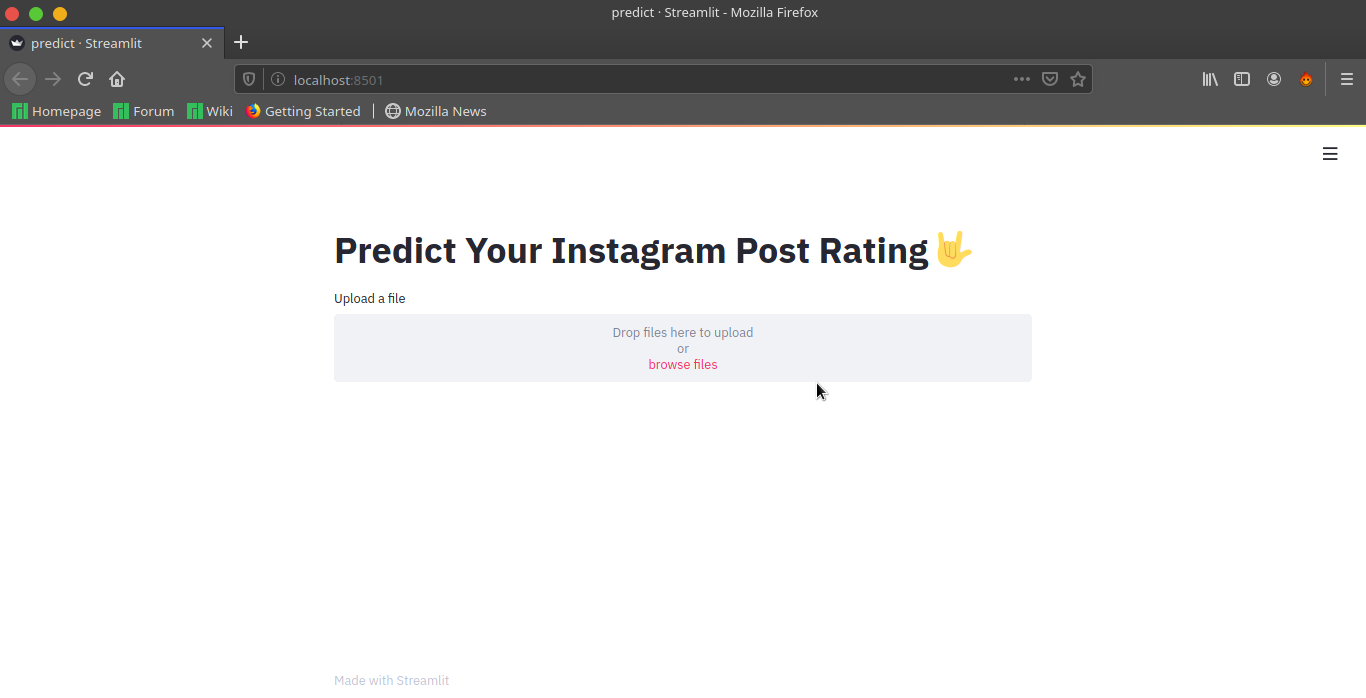 predict · Streamlit - Mozilla Firefox
predict · Streamlit
localhost:8501
Homepage Forum Wiki Getting Started Mozilla News
Predict Your Instagram Post Rating🤟
Upload a file
Drop files here to upload
or
browse files
Made with Streamlit